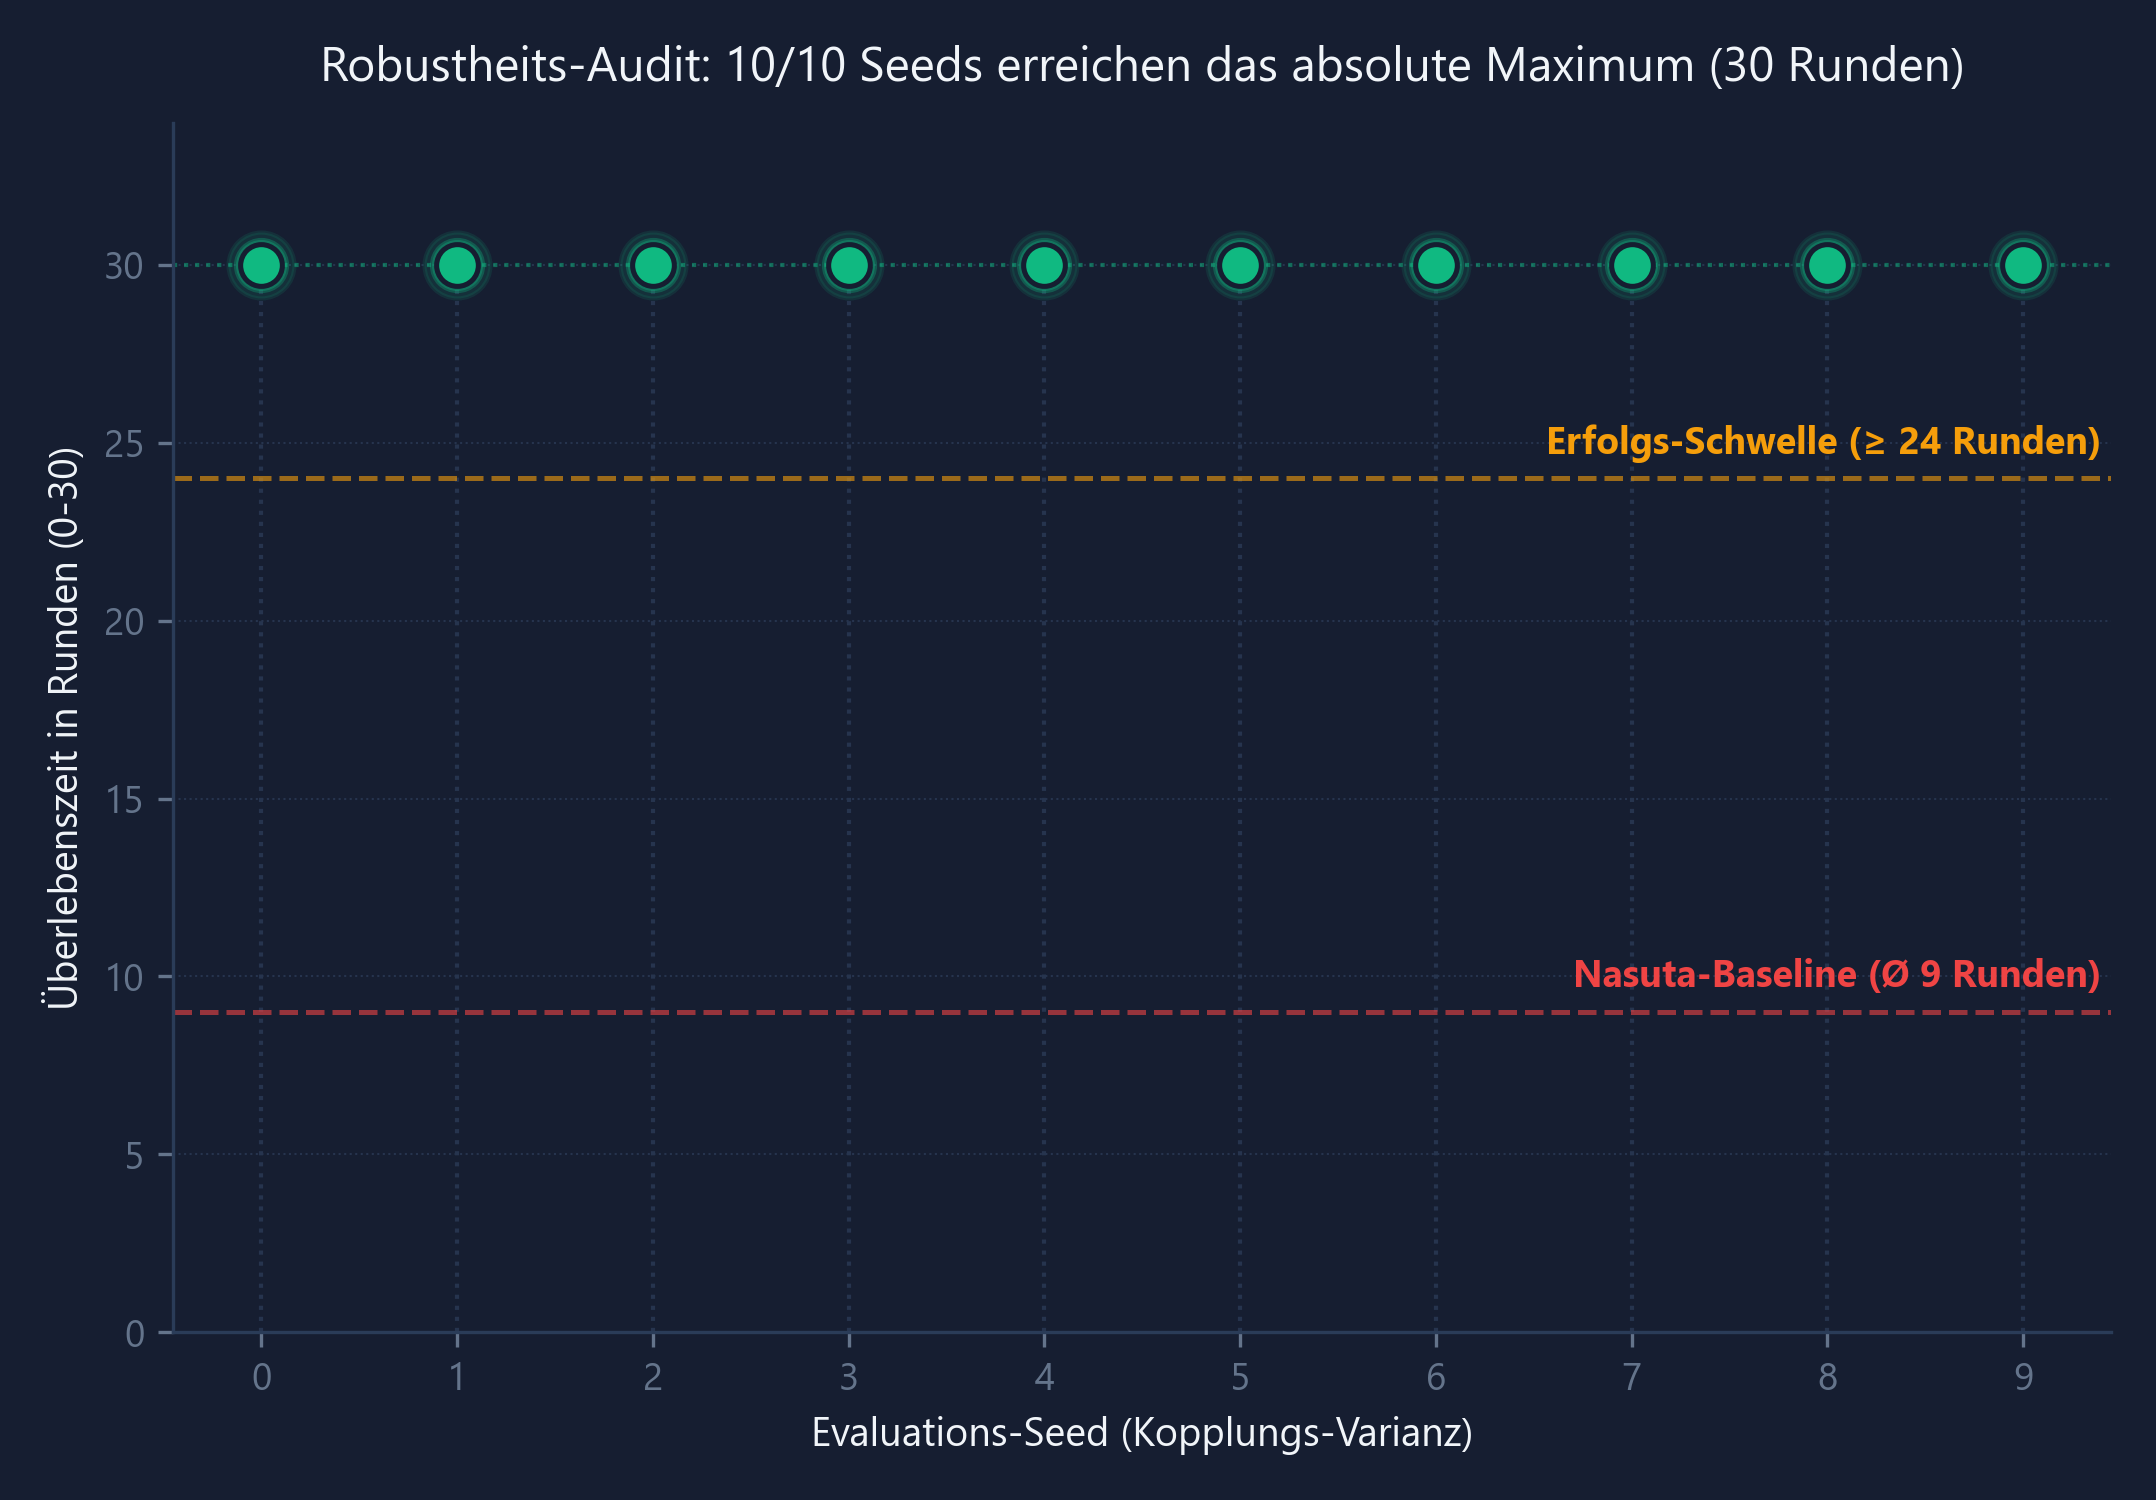 Robustheits-Audit: 10/10 Seeds erreichen das absolute Maximum (30 Runden)
Überlebenszeit in Runden (0-30)
30
25
20
15
10
5
0
Erfolgs-Schwelle (≥ 24 Runden)
Nasuta-Baseline (Ø 9 Runden)
0 1 2 3 4 5 6 7 8 9
Evaluations-Seed (Kopplungs-Varianz)